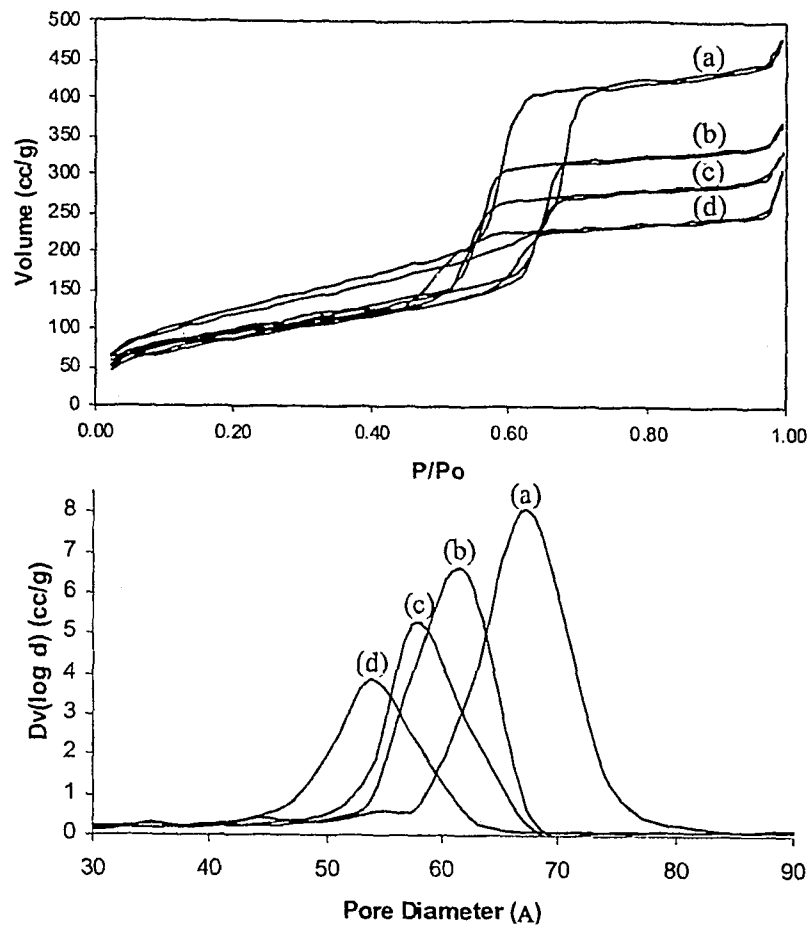 500
450
400
350
300
250
200
150
100
50
0
Volume (cc/g)
(a)
(b)
(c)
(d)
0.00 0.20 0.40 0.60 0.80 1.00
P/Po
8
7
6
5
4
3
2
1
0
Dv(log d) (cc/g)
(a)
(b)
(c)
(d)
30 40 50 60 70 80 90
Pore Diameter (A)